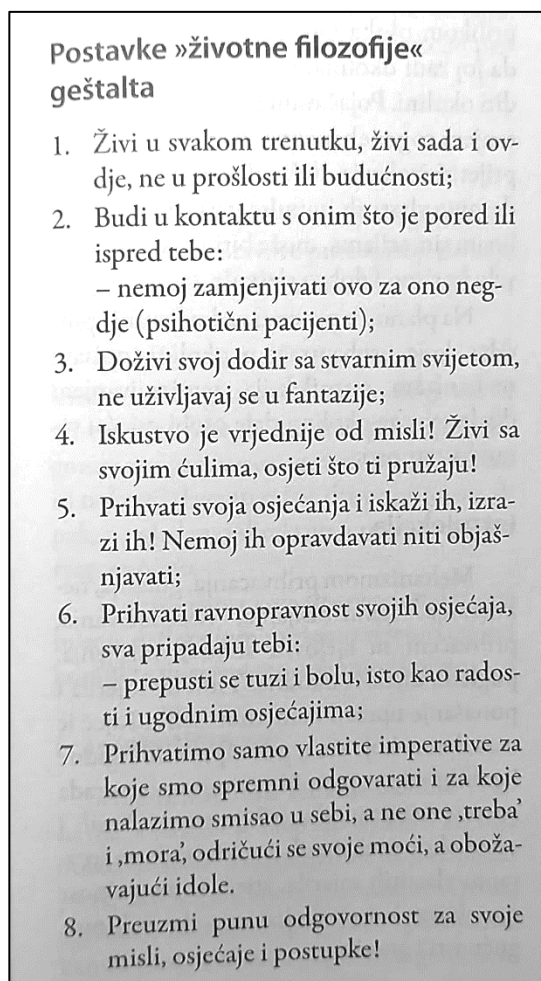 Postavke »životne filozofije«
geštalta
1. Živi u svakom trenutku, živi sada i ov-
dje, ne u prošlosti ili budućnosti;
2. Budi u kontaktu s onim što je pored ili
ispred tebe:
– nemoj zamjenjivati ovo za ono neg-
dje (psihotični pacijenti);
3. Doživi svoj dodir sa stvarnim svijetom,
ne uživljavaj se u fantazije;
4. Iskustvo je vrjednije od misli! Živi sa
svojim ćulima, osjeti što ti pružaju!
5. Prihvati svoja osjećanja i iskaži ih, izra-
zi ih! Nemoj ih opravdavati niti objaš-
njavati;
6. Prihvati ravnopravnost svojih osjećaja,
sva pripadaju tebi:
– prepusti se tuzi i bolu, isto kao rados-
ti i ugodnim osjećajima;
7. Prihvatimo samo vlastite imperative za
koje smo spremni odgovarati i za koje
nalazimo smisao u sebi, a ne one ‚treba’
i ‚mora’, odričući se svoje moći, a obožа-
vajući idole.
8. Preuzmi punu odgovornost za svoje
misli, osjećaje i postupke!